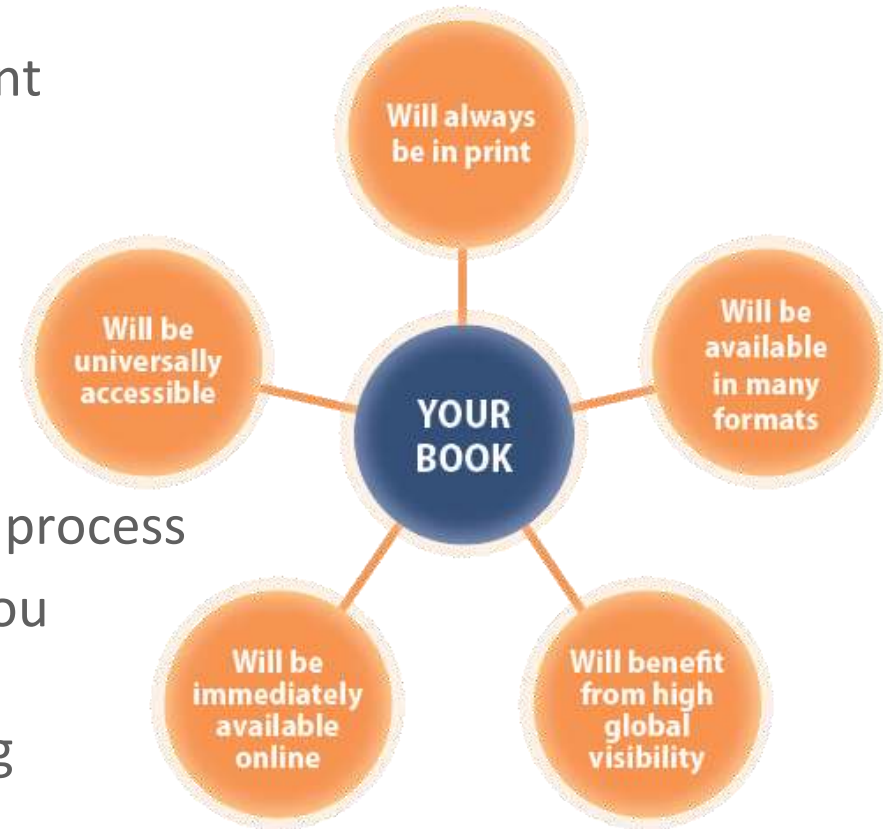 nt
process
ou
g
Will always
be in print
Will be
universally
accessible
YOUR
BOOK
Will be
available
in many
formats
Will be
immediately
available
online
Will benefit
from high
global
visibility